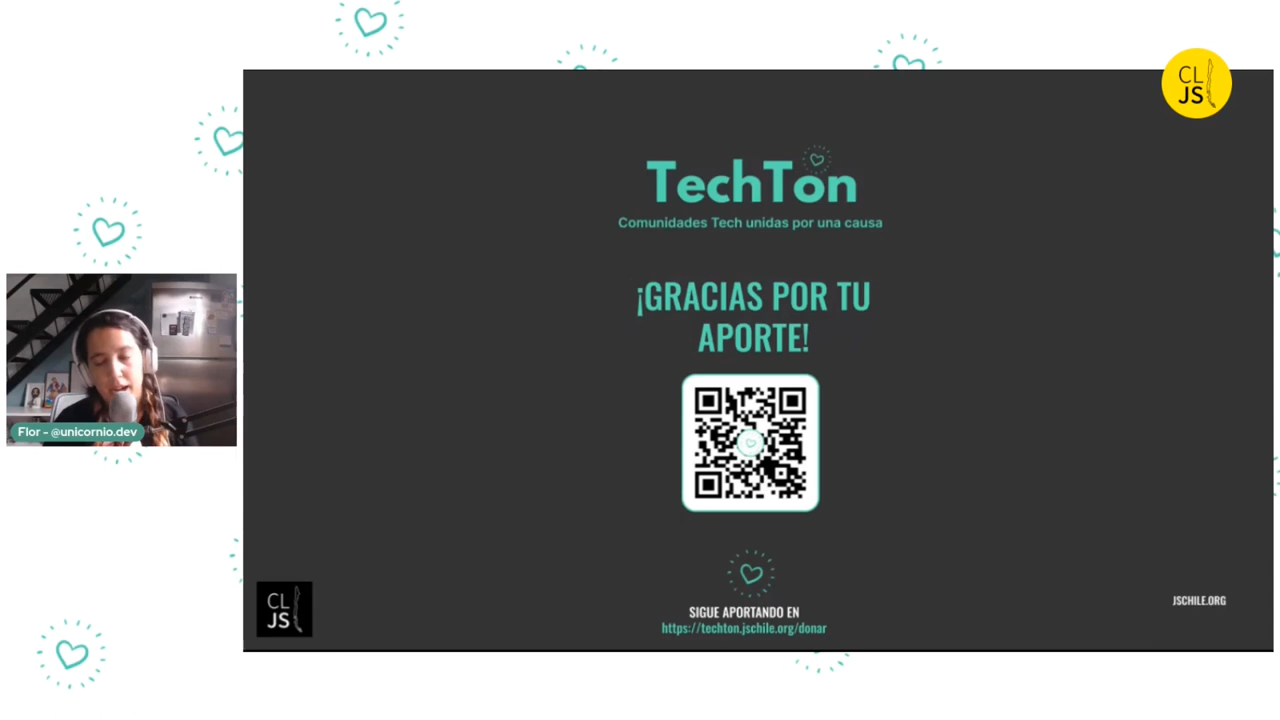 CL
JS
TechTon
Comunidades Tech unidas por una causa
¡GRACIAS POR TU
APORTE!
Flor - @unicornio.dev
CL
JS
SIGUE APORTANDO EN
https://techton.jschile.org/donar
JSCHILE.ORG